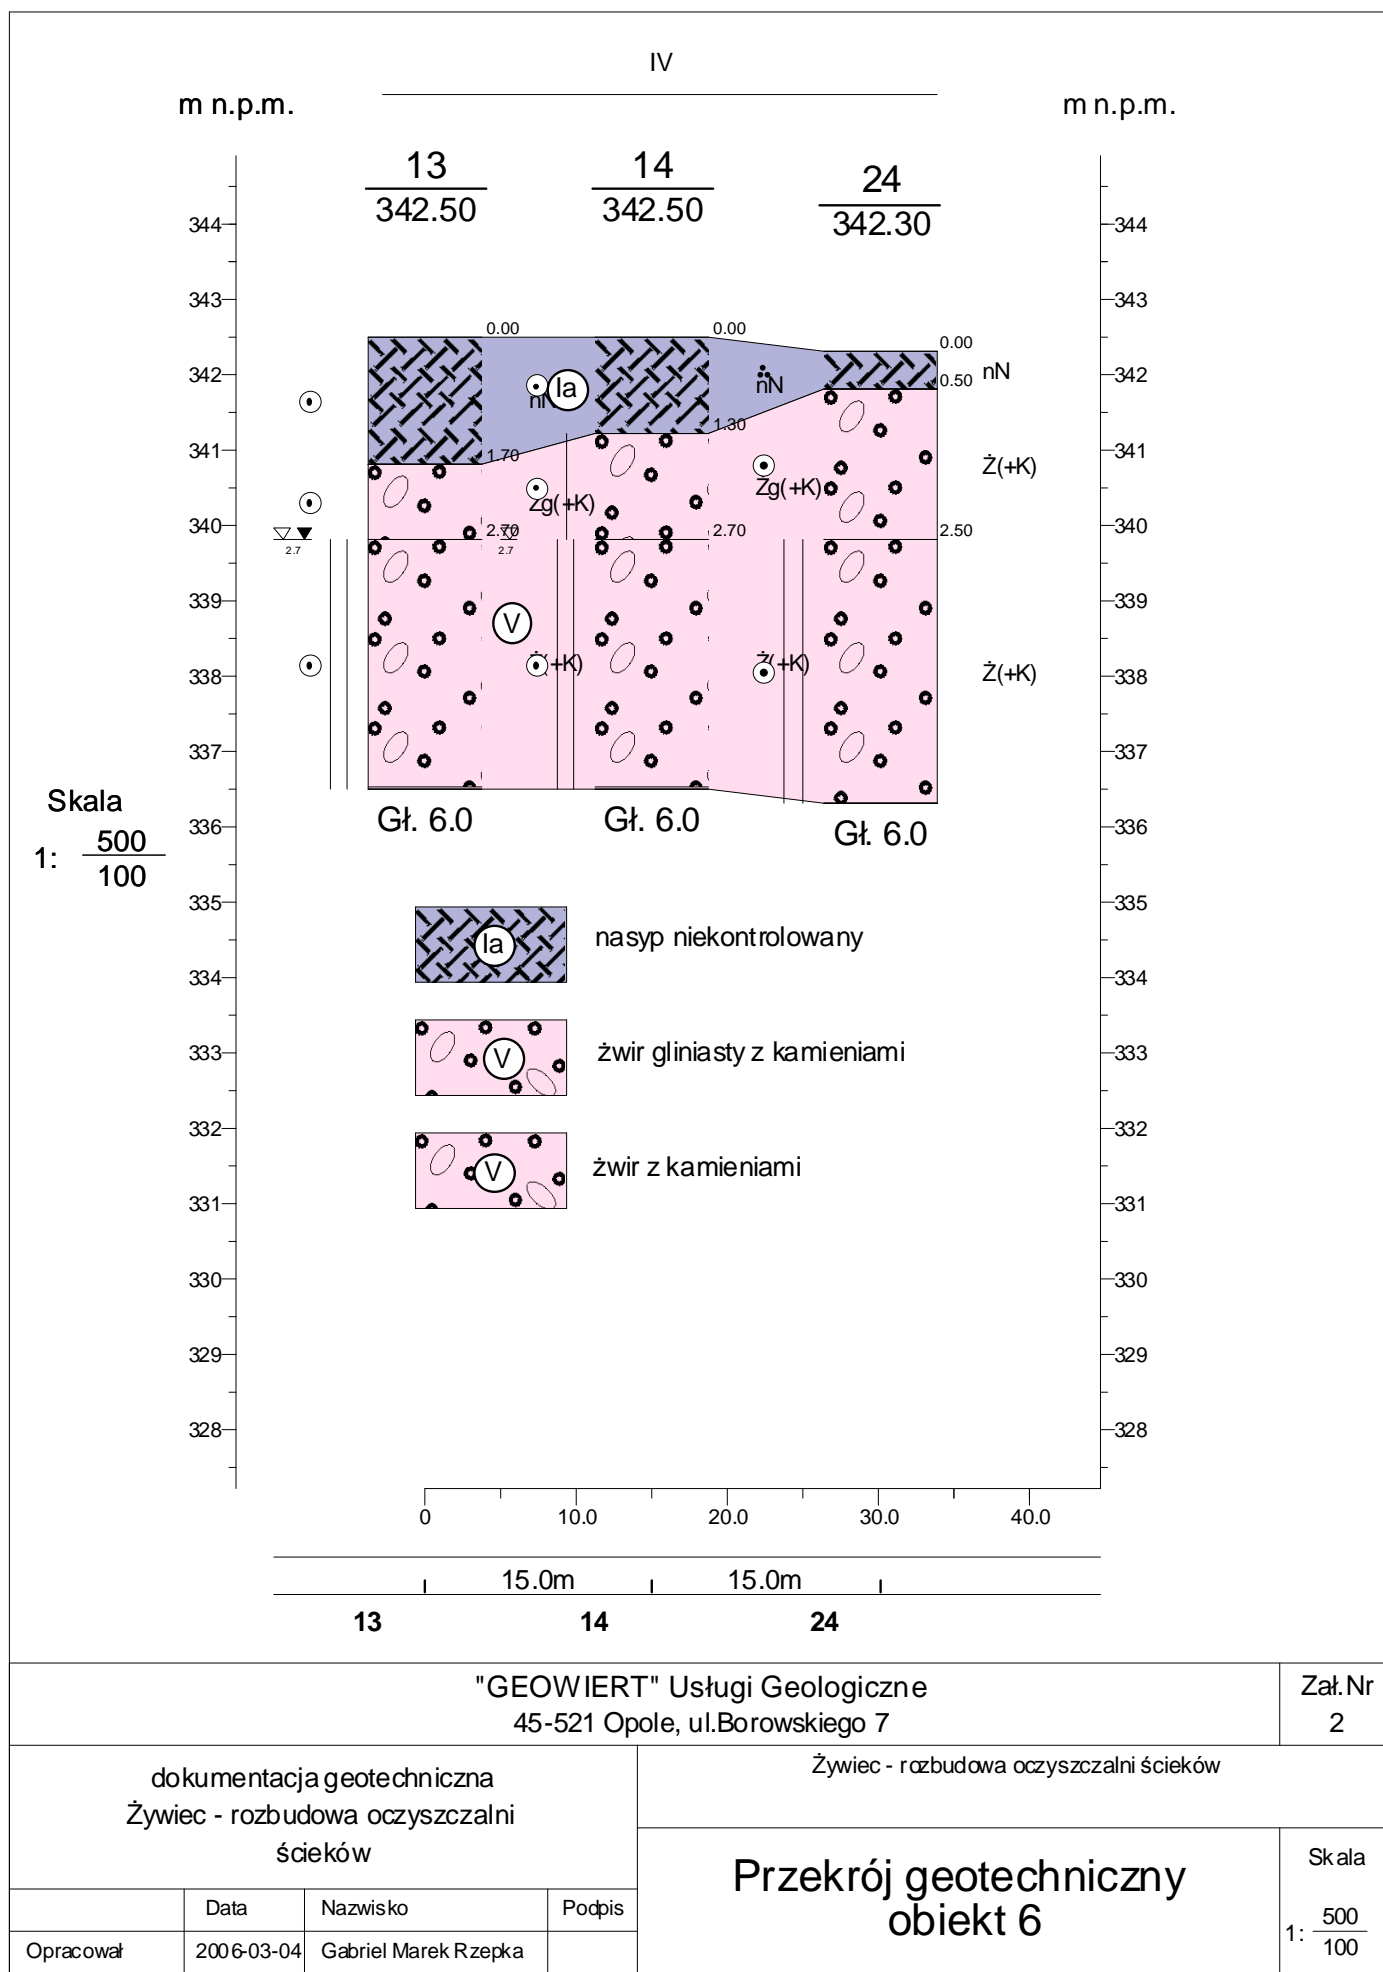 IV
m n.p.m.
m n.p.m.
13
342.50
14
342.50
24
342.30
344
344
343
343
0.00
0.00
0.00
342
342
nN
0.50
Ia
nN
nN
1.30
341
341
1.70
Ż(+K)
Żg(+K)
Żg(+K)
340
340
2.70
2.70
2.50
2.7
2.7
339
339
V
Ż(+K)
Ż(+K)
Ż(+K)
338
338
337
337
Skala
1: 500
100
Gł. 6.0
Gł. 6.0
Gł. 6.0
336
336
335
335
Ia
nasyp niekontrolowany
334
334
333
333
V
żwir gliniasty z kamieniami
332
332
V
żwir z kamieniami
331
331
330
330
329
329
328
328
0
10.0
20.0
30.0
40.0
15.0m
15.0m
13
14
24
"GEOWIERT" Usługi Geologiczne
45-521 Opole, ul.Borowskiego 7
Zał.Nr
2
dokumentacja geotechniczna
Żywiec - rozbudowa oczyszczalni
ścieków
Żywiec - rozbudowa oczyszczalni ścieków
Przekrój geotechniczny
obiekt 6
Skala
1: 500
100
Data
Nazwisko
Podpis
Opracował
2006-03-04
Gabriel Marek Rzepka